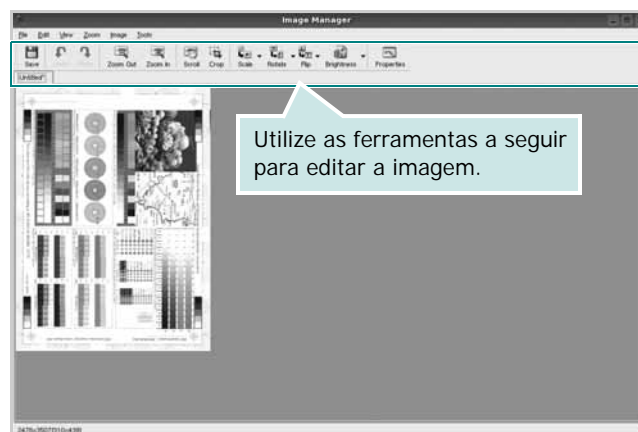 Image Manager
File Edit View Zoom Image Tools
Save Zoom Out Zoom In Scroll Crop Scale Rotate Flip Brightness Properties
Untitled*
Utilize as ferramentas a seguir
para editar a imagem.